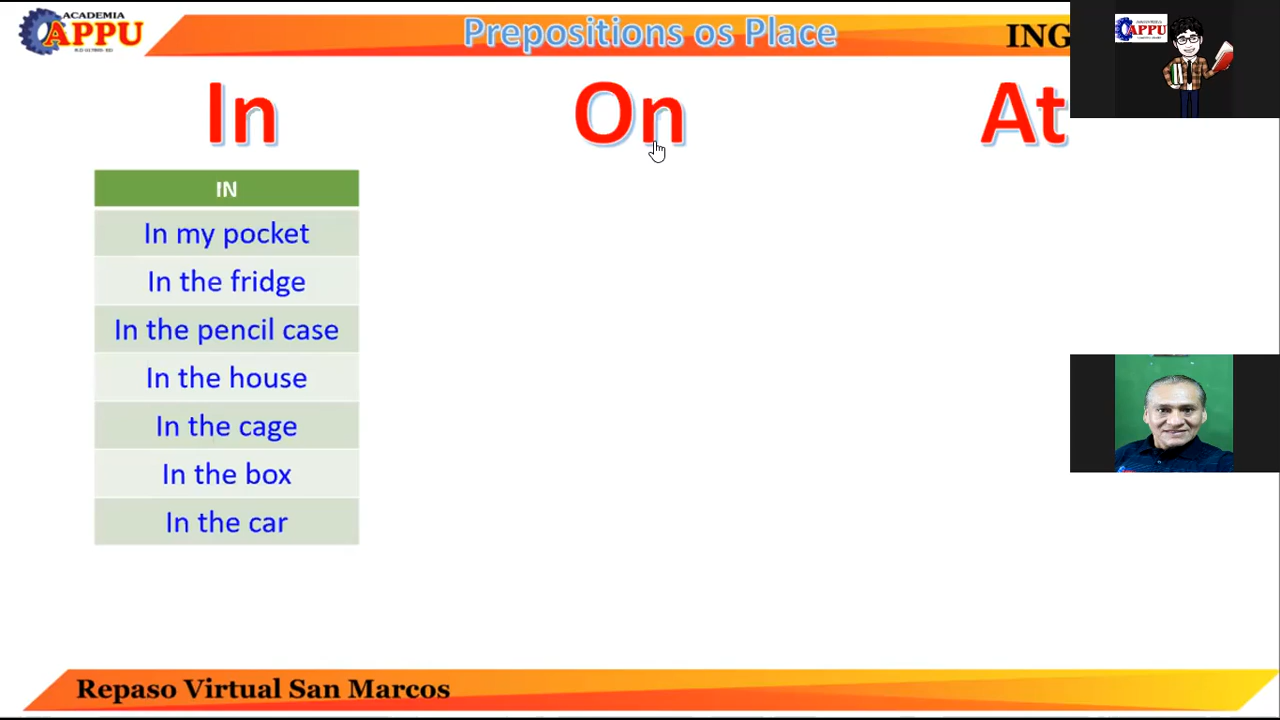 ACADEMIA
APPU
Prepositions os Place
ING
APPU
In
On
At
IN
In my pocket
In the fridge
In the pencil case
In the house
In the cage
In the box
In the car
Repaso Virtual San Marcos